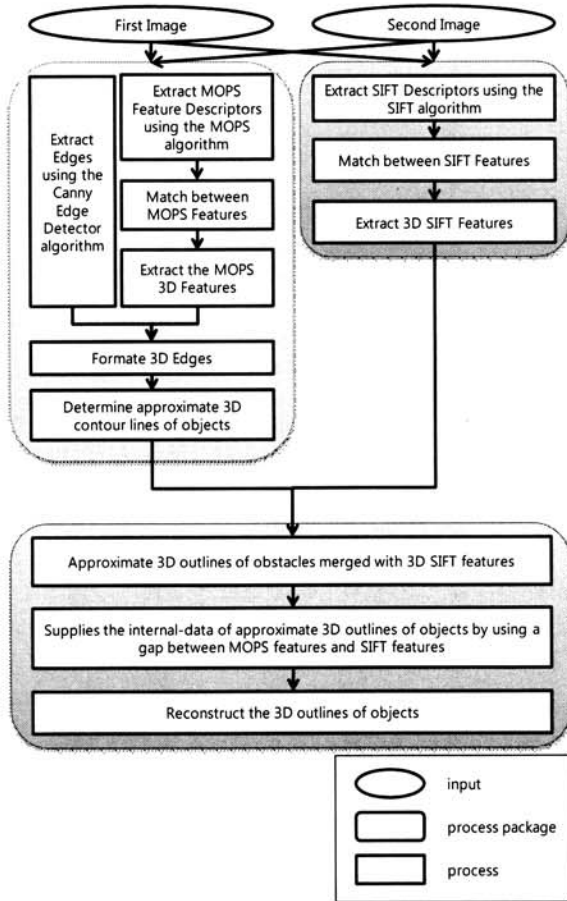 First Image
Second Image
Extract
Edges
using the
Canny
Edge
Detector
algorithm
Extract MOPS
Feature Descriptors
using the MOPS
algorithm
Match between
MOPS Features
Extract the MOPS
3D Features
Formate 3D Edges
Determine approximate 3D
contour lines of objects
Extract SIFT Descriptors using the
SIFT algorithm
Match between SIFT Features
Extract 3D SIFT Features
Approximate 3D outlines of obstacles merged with 3D SIFT features
Supplies the internal-data of approximate 3D outlines of objects by using a
gap between MOPS features and SIFT features
Reconstruct the 3D outlines of objects
input
process package
process